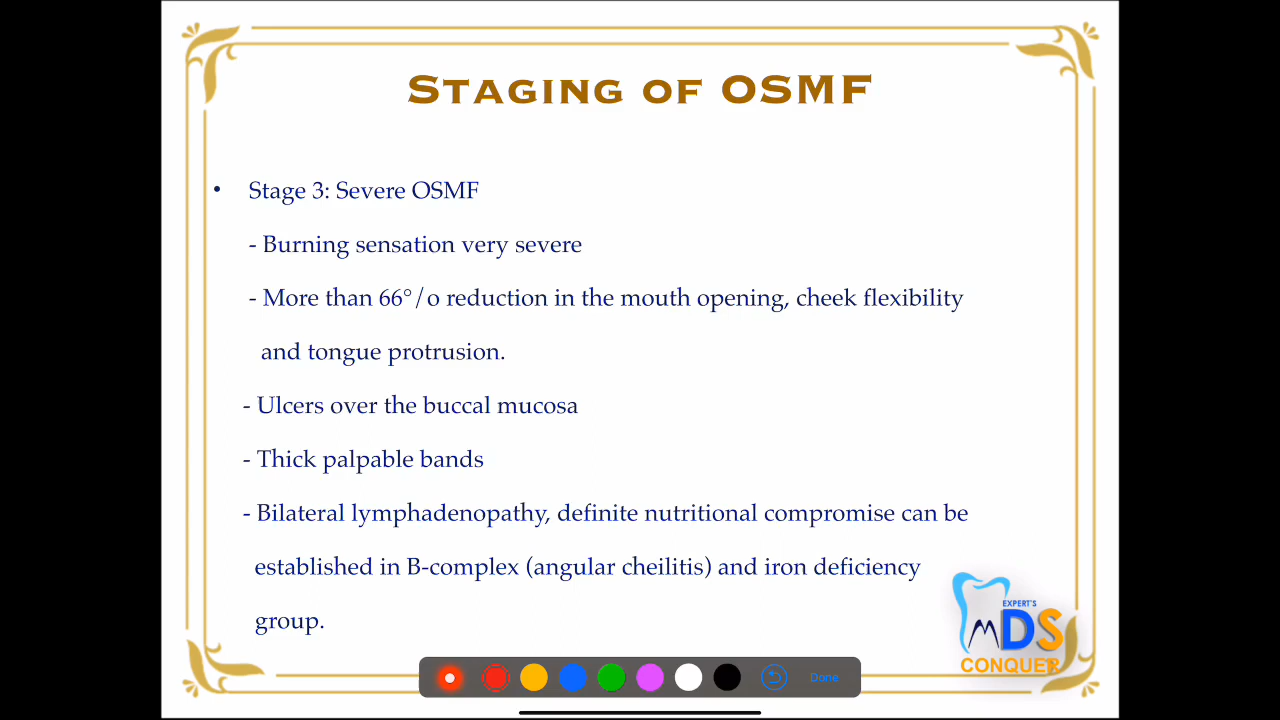 STAGING OF OSMF
• Stage 3: Severe OSMF
- Burning sensation very severe
- More than 66°/o reduction in the mouth opening, cheek flexibility
and tongue protrusion.
- Ulcers over the buccal mucosa
- Thick palpable bands
- Bilateral lymphadenopathy, definite nutritional compromise can be
established in B-complex (angular cheilitis) and iron deficiency
group.
EXPERT'S
MDS
CONQUER
Done